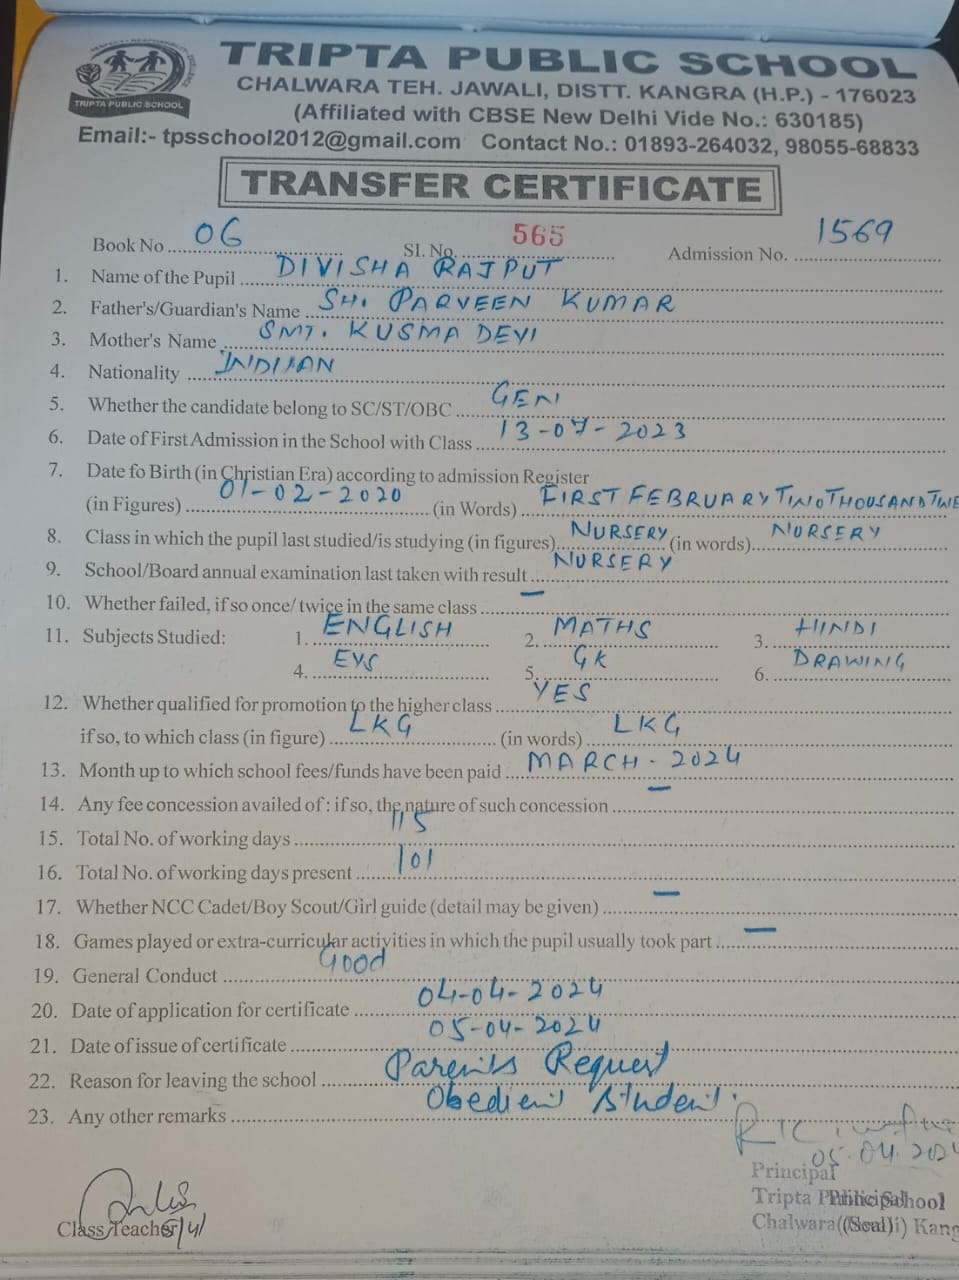 TRIPTA PUBLIC SCHOOL
TRIPTA PUBLIC SCHOOL
CHALWARA TEH. JAWALI, DISTT. KANGRA (H.P.) - 176023
(Affiliated with CBSE New Delhi Vide No.: 630185)
Email:- tpsschool2012@gmail.com Contact No.: 01893-264032, 98055-68833
TRANSFER CERTIFICATE
Book No 06 Sl. No. 565 Admission No. 1569
1. Name of the Pupil DIVISHA RAJPUT
2. Father's/Guardian's Name SH. PARVEEN KUMAR
3. Mother's Name SMT. KUSMA DEVI
4. Nationality INDIAN
5. Whether the candidate belong to SC/ST/OBC GEN
6. Date of First Admission in the School with Class 13-07-2023
7. Date fo Birth (in Christian Era) according to admission Register
(in Figures) 01-02-2020 (in Words) FIRST FEBRUARY TWO THOUSAND TWE
8. Class in which the pupil last studied/is studying (in figures) NURSERY (in words) NURSERY
9. School/Board annual examination last taken with result NURSERY
10. Whether failed, if so once/ twice in the same class –
11. Subjects Studied: 1. ENGLISH 2. MATHS 3. HINDI
4. EVS 5. GK 6. DRAWING
12. Whether qualified for promotion to the higher class YES
if so, to which class (in figure) LKG (in words) LKG
13. Month up to which school fees/funds have been paid MARCH - 2024
14. Any fee concession availed of : if so, the nature of such concession –
15. Total No. of working days 115
16. Total No. of working days present 101
17. Whether NCC Cadet/Boy Scout/Girl guide (detail may be given) –
18. Games played or extra-curricular activities in which the pupil usually took part –
19. General Conduct Good
20. Date of application for certificate 04-04-2024
21. Date of issue of certificate 05-04-2024
22. Reason for leaving the school Parents Request
23. Any other remarks Obedient Student.
05.04.2024
Principal
Tripta Public School
Principal
Chalwara (Seal) Kang
Class Teacher 5/4/